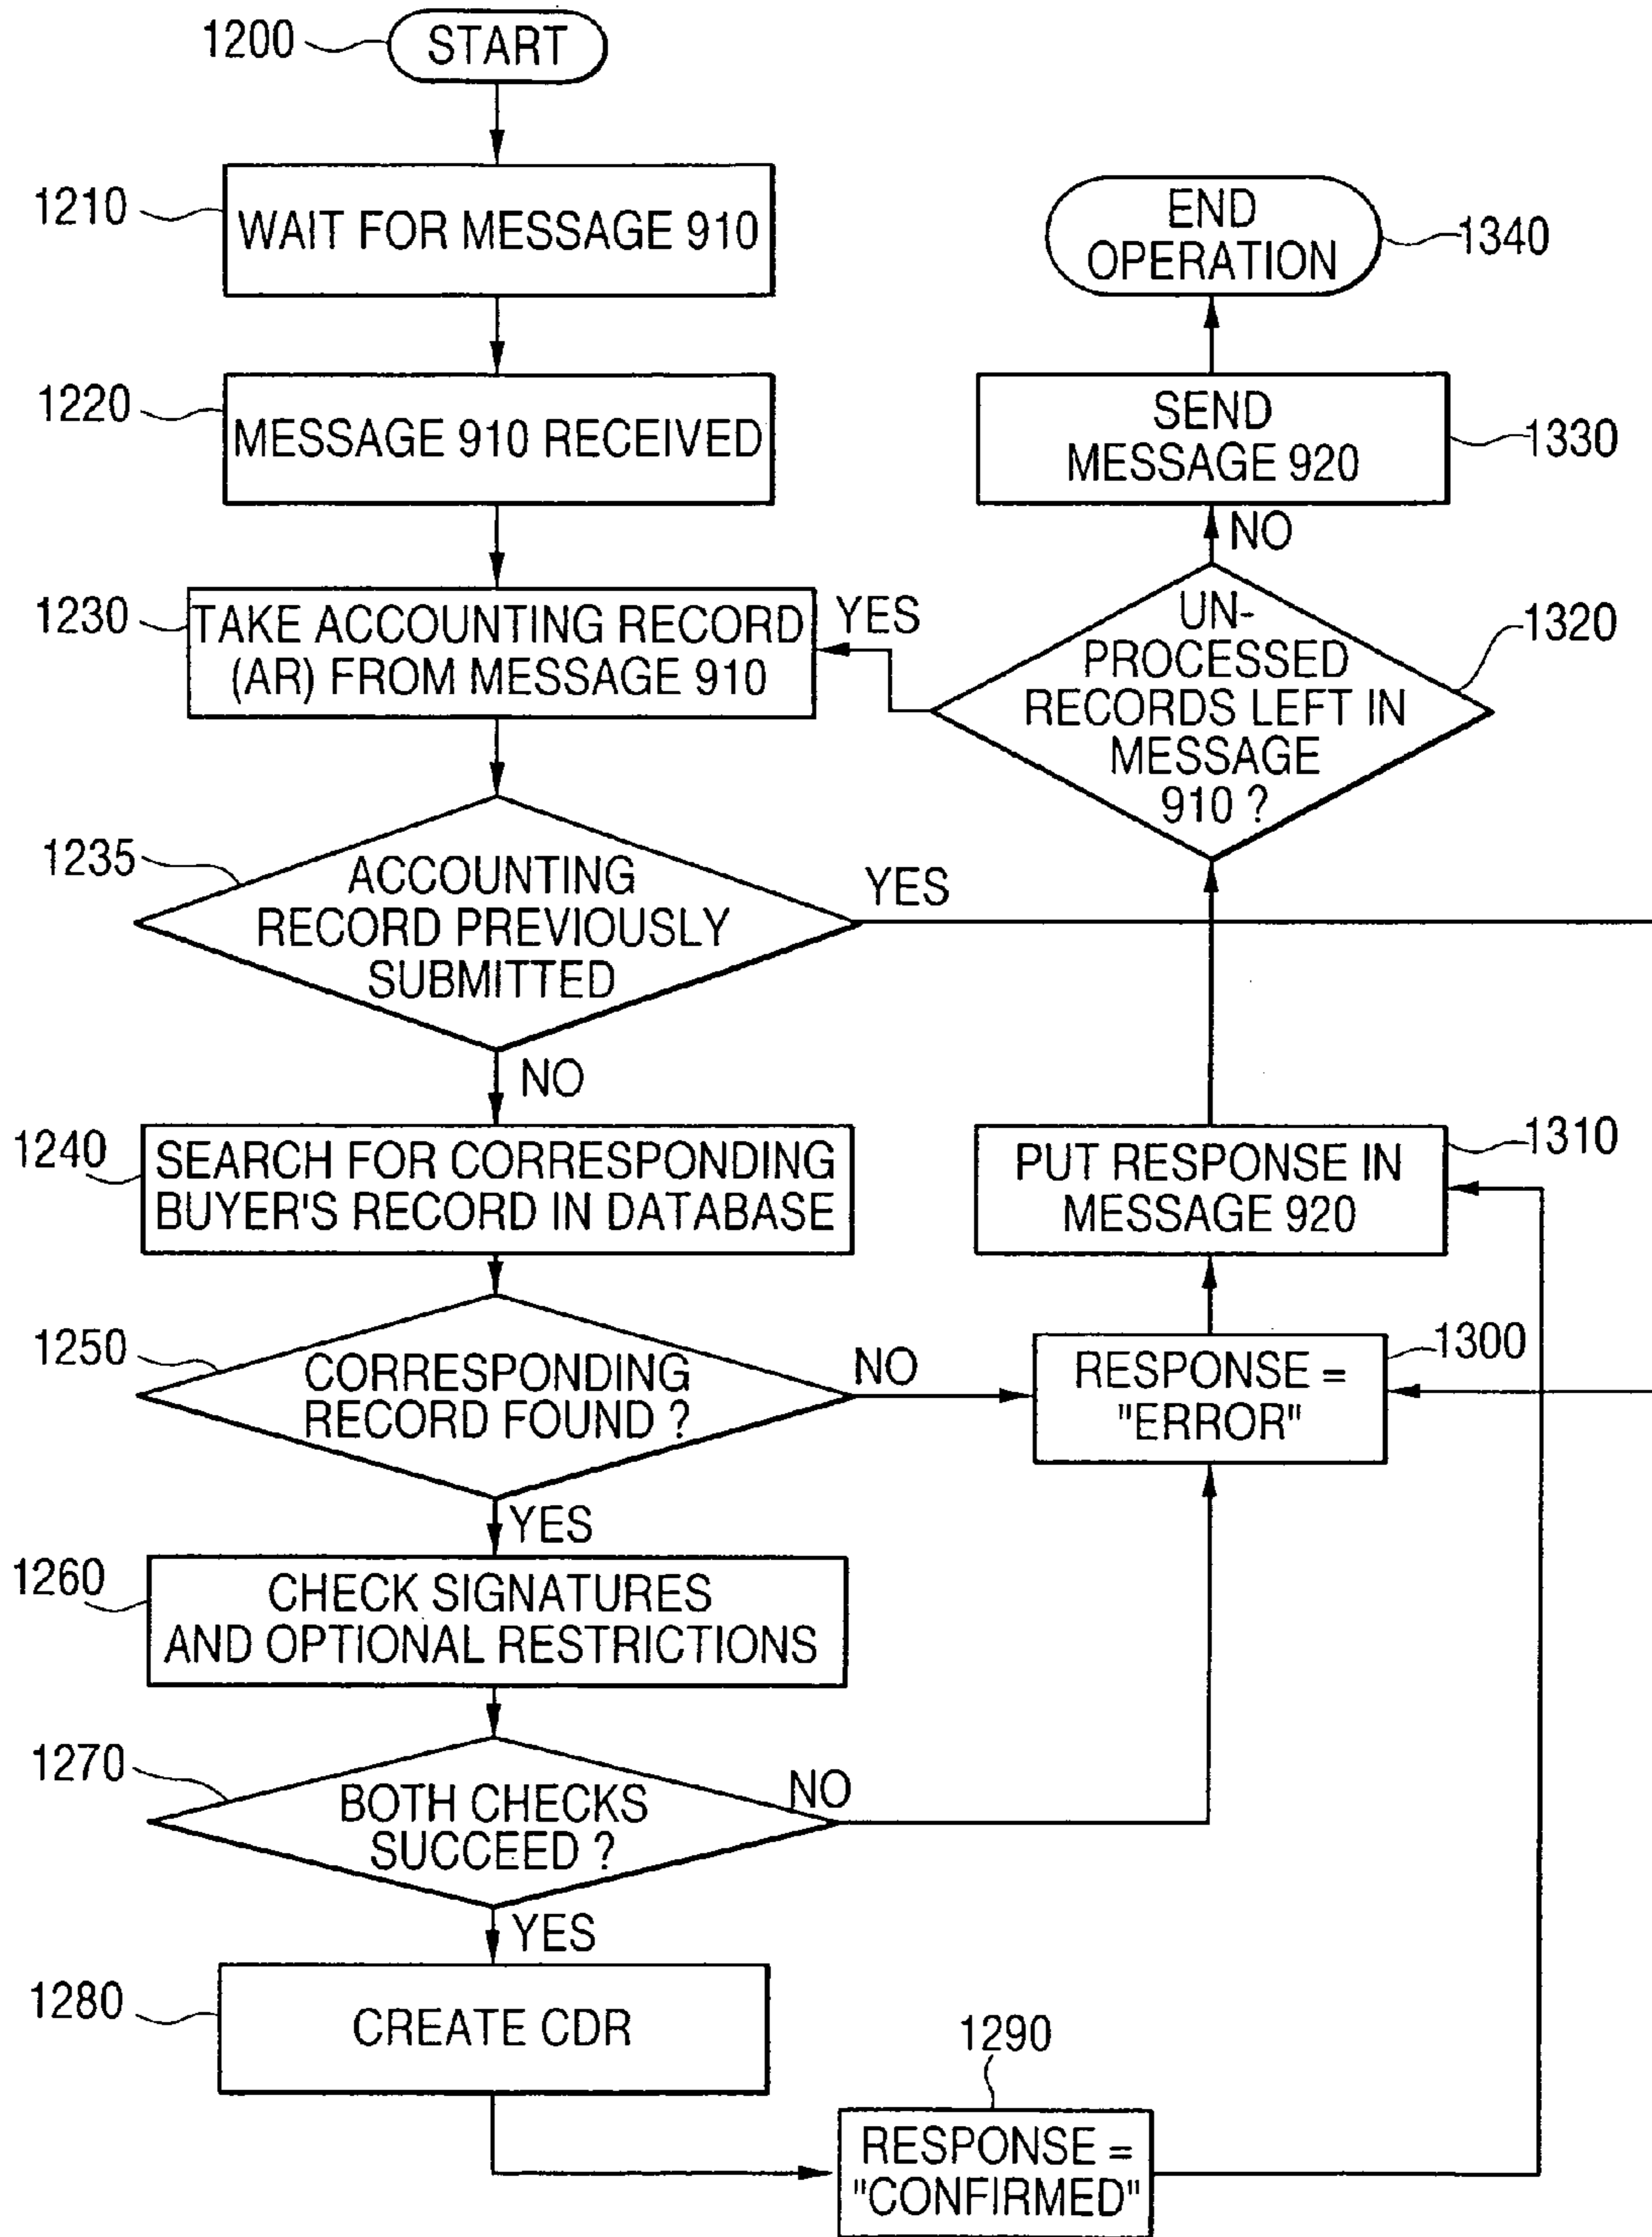 1200
START
1210
WAIT FOR MESSAGE 910
1220
MESSAGE 910 RECEIVED
1230
TAKE ACCOUNTING RECORD
(AR) FROM MESSAGE 910
1235
ACCOUNTING
RECORD PREVIOUSLY
SUBMITTED
YES
NO
1240
SEARCH FOR CORRESPONDING
BUYER'S RECORD IN DATABASE
1250
CORRESPONDING
RECORD FOUND ?
NO
YES
1260
CHECK SIGNATURES
AND OPTIONAL RESTRICTIONS
1270
BOTH CHECKS
SUCCEED ?
NO
YES
1280
CREATE CDR
1290
RESPONSE =
"CONFIRMED"
1300
RESPONSE =
"ERROR"
1310
PUT RESPONSE IN
MESSAGE 920
1320
UN-
PROCESSED
RECORDS LEFT IN
MESSAGE
910 ?
YES
NO
1330
SEND
MESSAGE 920
1340
END
OPERATION